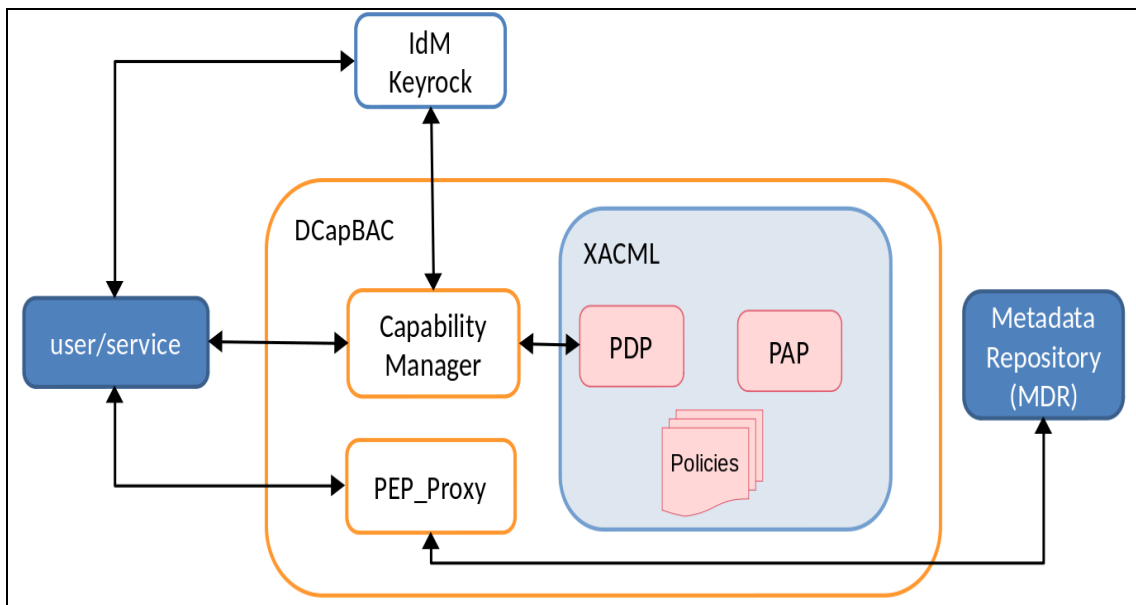 IdM
Keyrock
DCapBAC
XACML
user/service
Capability
Manager
PDP
PAP
Metadata
Repository
(MDR)
Policies
PEP_Proxy